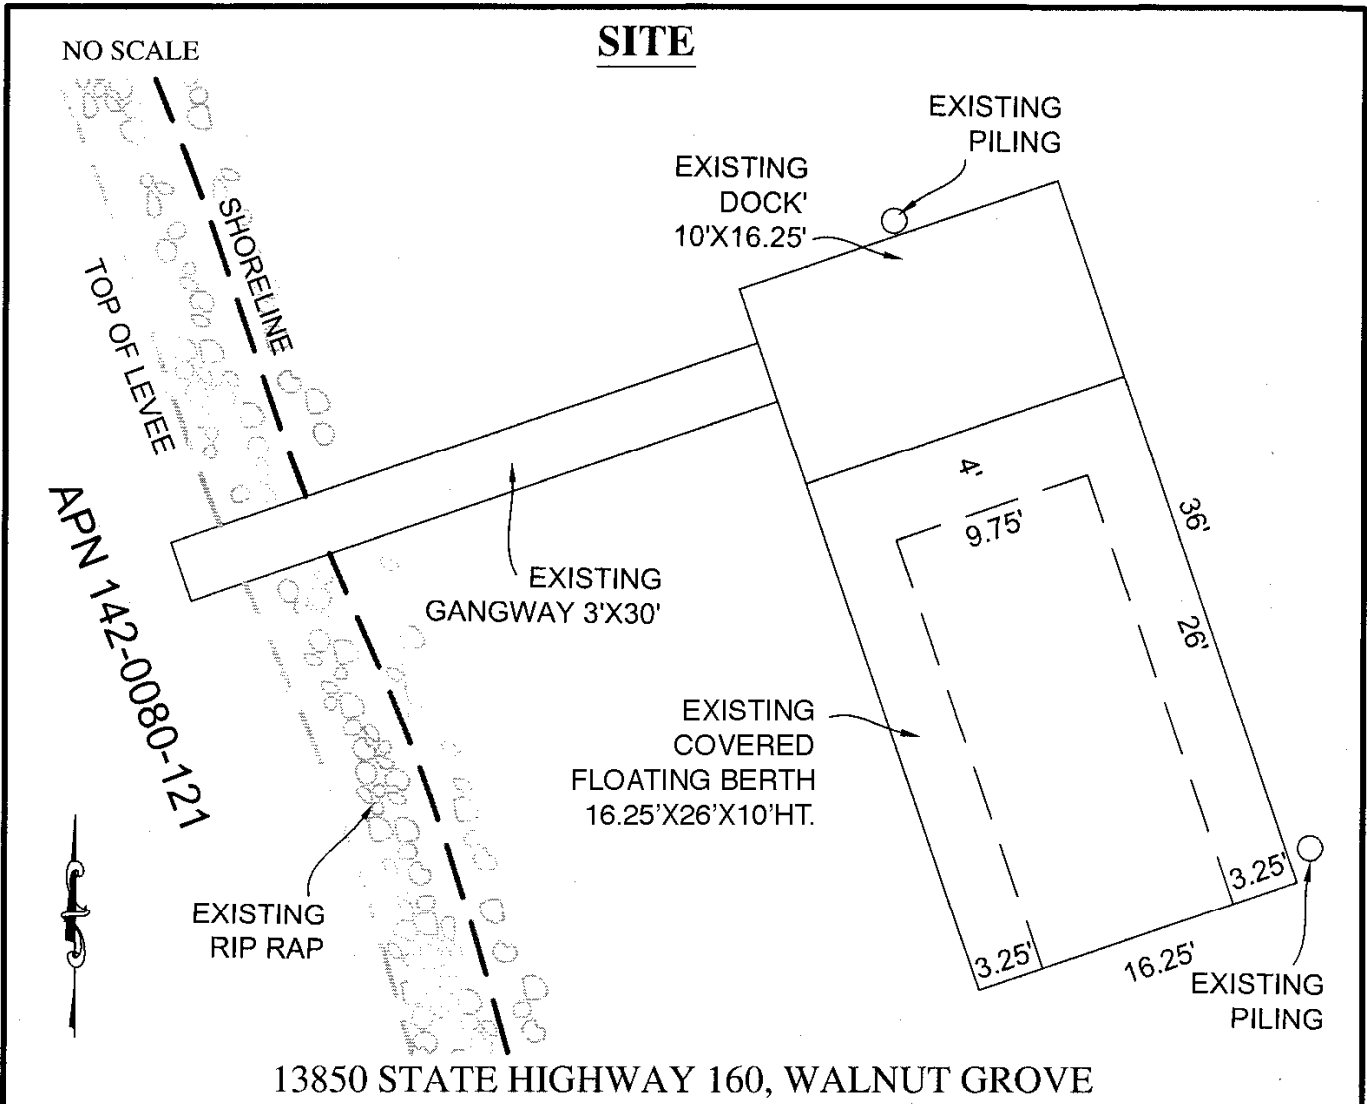 NO SCALE
SITE
EXISTING
PILING
EXISTING
DOCK'
10'X16.25'
SHORELINE
TOP OF LEVEE
APN 142-0080-121
4'
9.75'
36'
26'
EXISTING
GANGWAY 3'X30'
EXISTING
COVERED
FLOATING BERTH
16.25'X26'X10'HT.
3.25'
3.25'
16.25'
EXISTING
RIP RAP
EXISTING
PILING
13850 STATE HIGHWAY 160, WALNUT GROVE